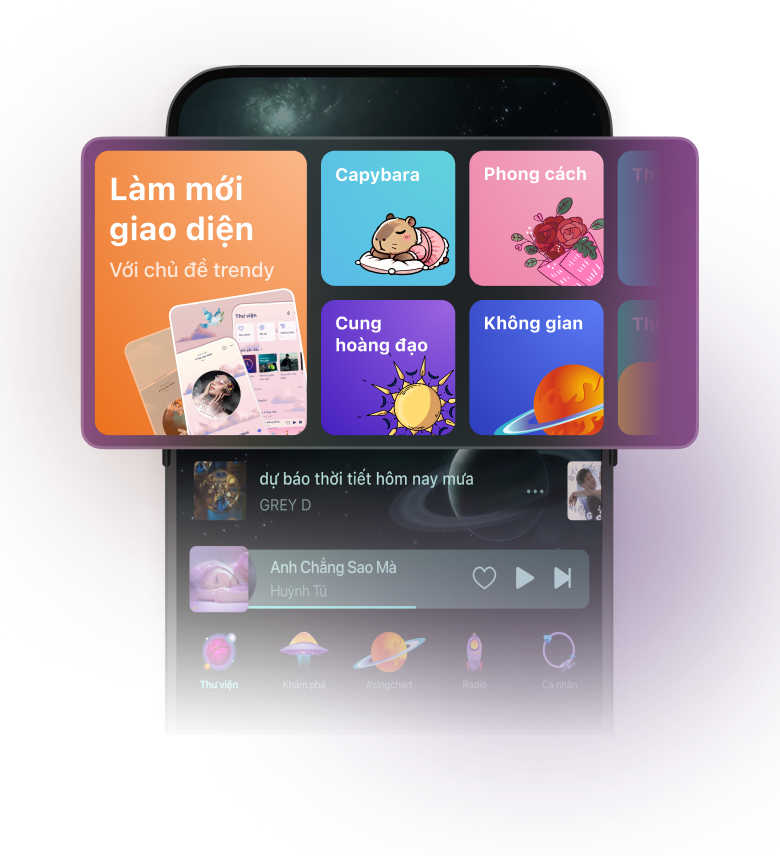 Làm mới
giao diện
Với chủ đề trendy
Capybara
Phong cách
Cung
hoàng đạo
Không gian
Thư viện
dự báo thời tiết hôm nay mưa
GREY D
Anh Chẳng Sao Mà
Huỳnh Tú
Thư viện
Khám phá
#zingchart
Radio
Cá nhân